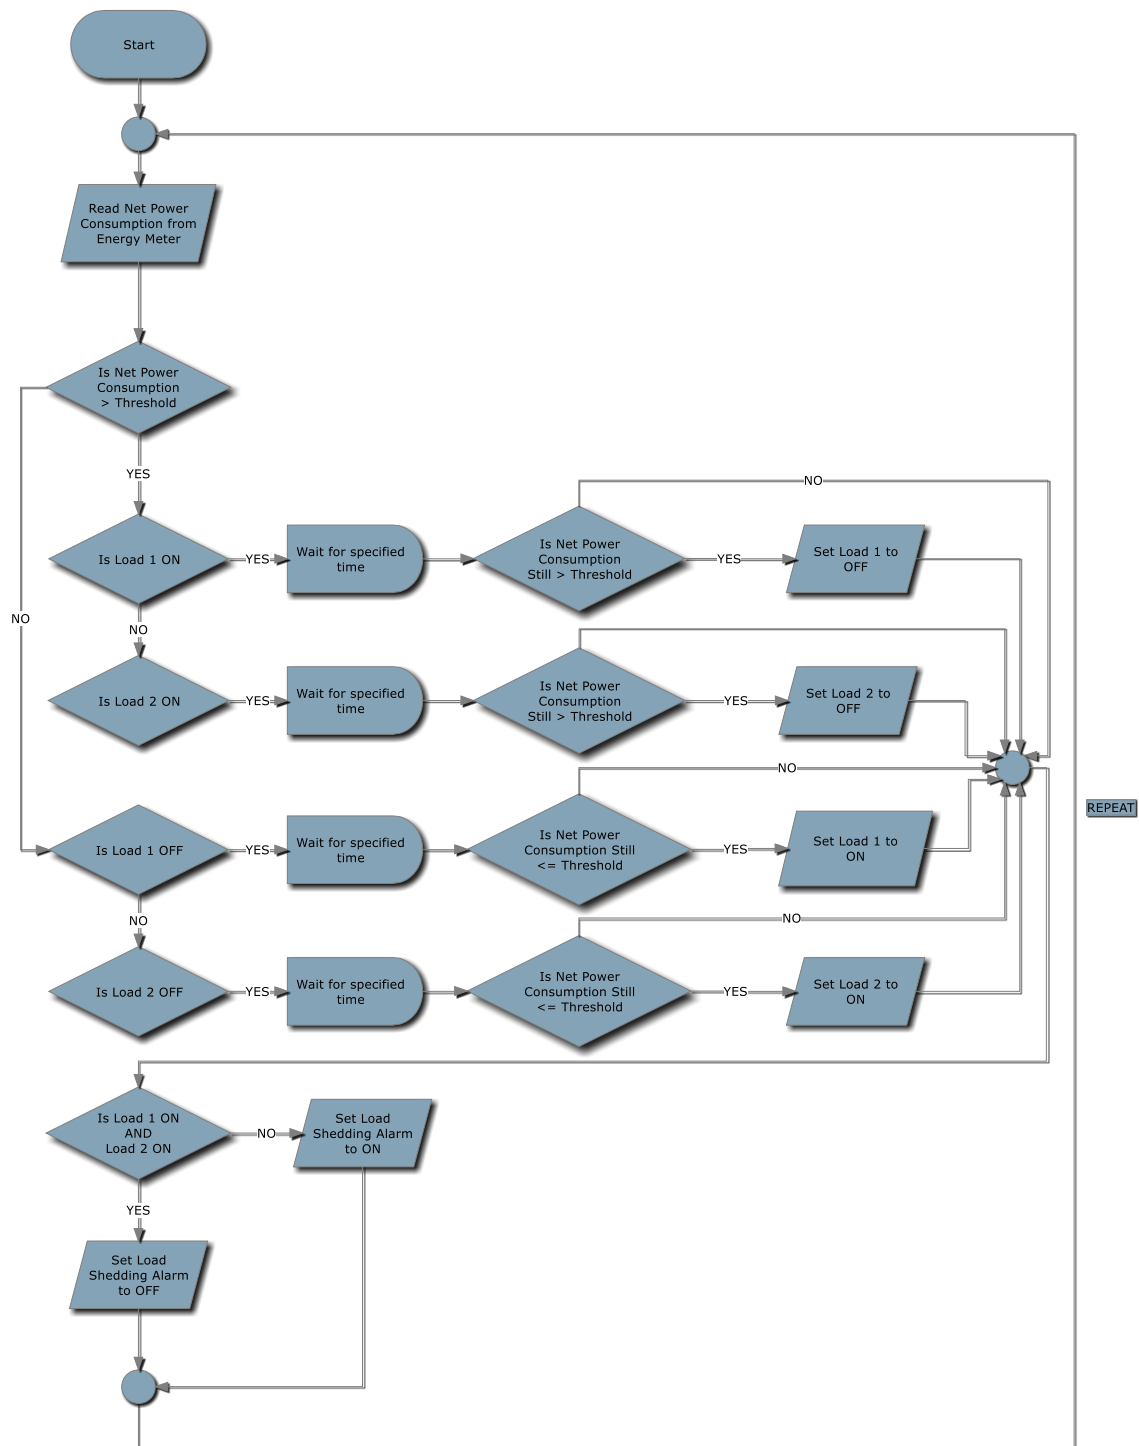 Start
Read Net Power
Consumption from
Energy Meter
Is Net Power
Consumption
> Threshold
YES
NO
Is Load 1 ON
YES
Wait for specified
time
Is Net Power
Consumption
Still > Threshold
NO
YES
Set Load 1 to
OFF
NO
Is Load 2 ON
YES
Wait for specified
time
Is Net Power
Consumption
Still > Threshold
YES
Set Load 2 to
OFF
Is Load 1 OFF
YES
Wait for specified
time
Is Net Power
Consumption Still
<= Threshold
NO
YES
Set Load 1 to
ON
REPEAT
NO
Is Load 2 OFF
YES
Wait for specified
time
Is Net Power
Consumption Still
<= Threshold
NO
YES
Set Load 2 to
ON
Is Load 1 ON
AND
Load 2 ON
NO
Set Load
Shedding Alarm
to ON
YES
Set Load
Shedding Alarm
to OFF